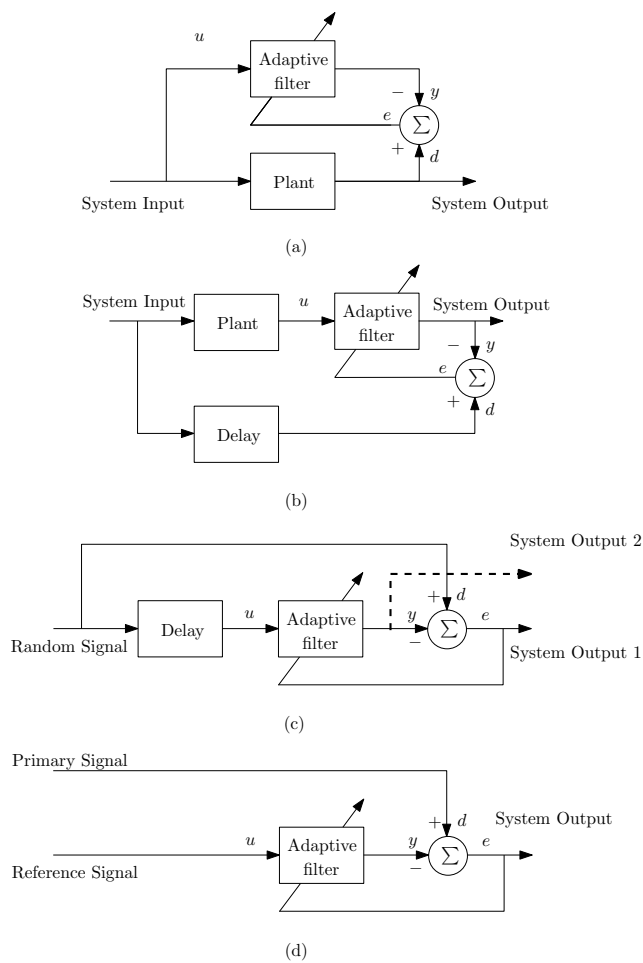 u
Adaptive
filter
− y
e Σ
+ d
Plant
System Input System Output
(a)
System Input u System Output
Plant Adaptive
filter
− y
e Σ
+ d
Delay
(b)
System Output 2
+ d
u y e
Delay Adaptive
filter Σ
−
Random Signal System Output 1
(c)
Primary Signal
+ d System Output
u y e
Adaptive
filter Σ
−
Reference Signal
(d)